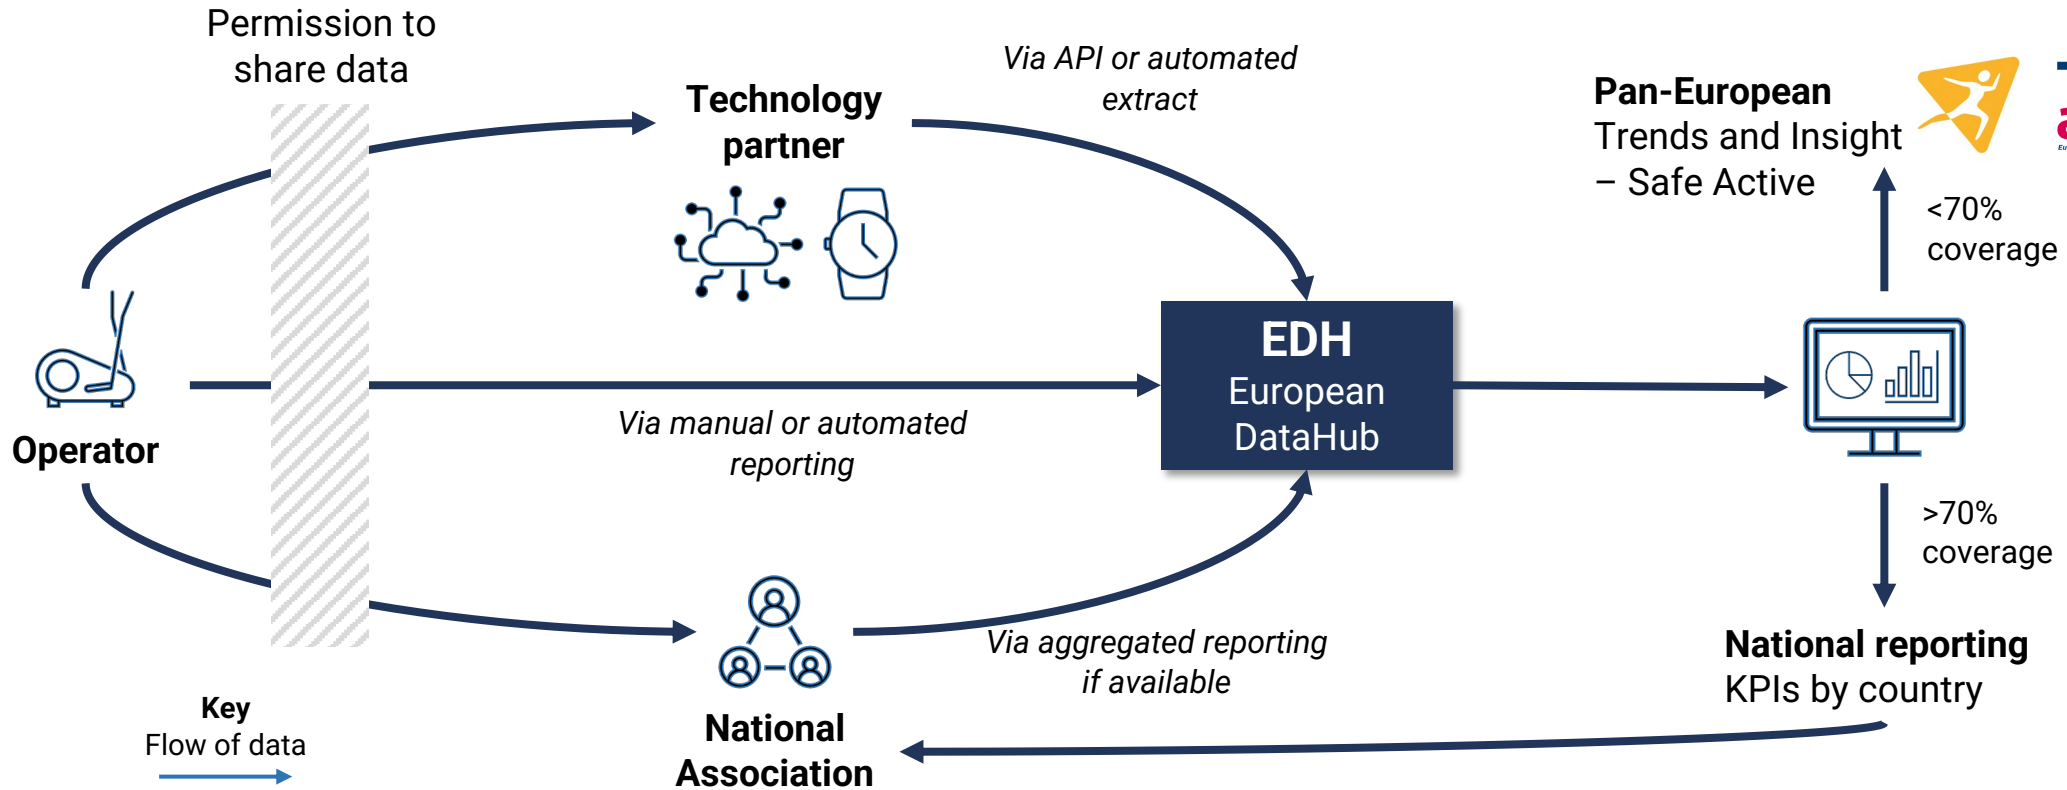 Permission to
share data
Technology
partner
Via API or automated
extract
Pan-European
Trends and Insight
– Safe Active
<70%
coverage
Operator
Via manual or automated
reporting
EDH
European
DataHub
>70%
coverage
National
Association
Via aggregated reporting
if available
National reporting
KPIs by country
Key
Flow of data